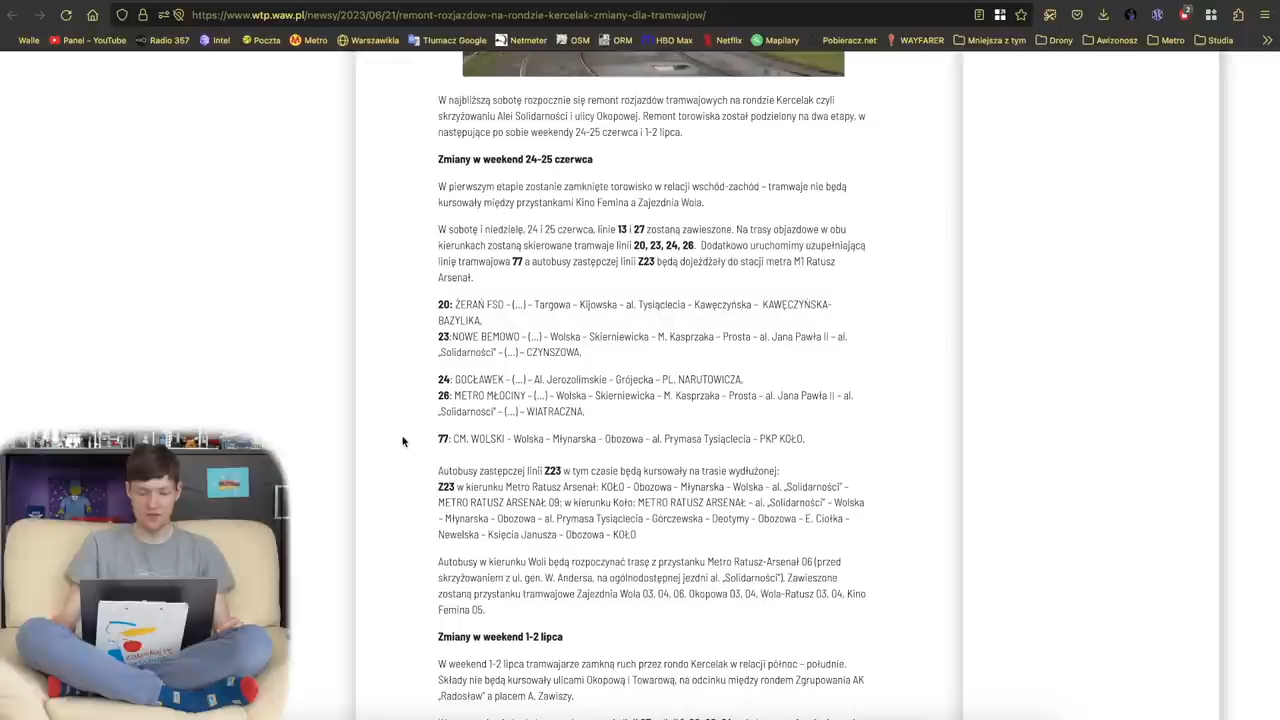 https://www.wtp.waw.pl/newsy/2023/06/21/remont-rozjazdow-na-rondzie-kercelak-zmiany-dla-tramwajow/
2
Walle Panel - YouTube Radio 357 Intel Poczta Metro Warszawikia Tłumacz Google Netmeter OSM ORM HBO Max Netflix Mapilary Pobieracz.net WAYFARER Mniejsza z tym Drony Awizonosz Metro Studia
W najbliższą sobotę rozpocznie się remont rozjazdów tramwajowych na rondzie Kercelak czyli
skrzyżowaniu Alei Solidarności i ulicy Okopowej. Remont torowiska został podzielony na dwa etapy, w
następujące po sobie weekendy 24-25 czerwca i 1-2 lipca.
Zmiany w weekend 24-25 czerwca
W pierwszym etapie zostanie zamknięte torowisko w relacji wschód-zachód – tramwaje nie będą
kursowały między przystankami Kino Femina a Zajezdnia Wola.
W sobotę i niedzielę, 24 i 25 czerwca, linie 13 i 27 zostaną zawieszone. Na trasy objazdowe w obu
kierunkach zostaną skierowane tramwaje linii 20, 23, 24, 26. Dodatkowo uruchomimy uzupełniającą
linię tramwajową 77 a autobusy zastępczej linii Z23 będą dojeżdżały do stacji metra M1 Ratusz
Arsenał.
20: ŻERAŃ FSO – (...) – Targowa – Kijowska – al. Tysiąclecia – Kawęczyńska – KAWĘCZYŃSKA-
BAZYLIKA,
23:NOWE BEMOWO – (...) – Wolska – Skierniewicka – M. Kasprzaka – Prosta – al. Jana Pawła II – al.
„Solidarności" – (...) – CZYNSZOWA,
24: GOCŁAWEK – (...) – Al. Jerozolimskie – Grójecka – PL. NARUTOWICZA,
26: METRO MŁOCINY – (...) – Wolska – Skierniewicka – M. Kasprzaka – Prosta – al. Jana Pawła II – al.
„Solidarności" – (...) – WIATRACZNA,
77: CM. WOLSKI – Wolska – Młynarska – Obozowa – al. Prymasa Tysiąclecia – PKP KOŁO.
Autobusy zastępczej linii Z23 w tym czasie będą kursowały na trasie wydłużonej:
Z23 w kierunku Metro Ratusz Arsenał: KOŁO – Obozowa – Młynarska – Wolska – al. „Solidarności" –
METRO RATUSZ ARSENAŁ 09; w kierunku Koło: METRO RATUSZ ARSENAŁ – al. „Solidarności" – Wolska
– Młynarska – Obozowa – al. Prymasa Tysiąclecia – Górczewska – Deotymy – Obozowa – E. Ciołka –
Newelska – Księcia Janusza – Obozowa – KOŁO
Autobusy w kierunku Woli będą rozpoczynać trasę z przystanku Metro Ratusz-Arsenał 06 (przed
skrzyżowaniem z ul. gen. W. Andersa, na ogólnodostępnej jezdni al. „Solidarności"). Zawieszone
zostaną przystanku tramwajowe Zajezdnia Wola 03, 04, 06, Okopowa 03, 04, Wola-Ratusz 03, 04, Kino
Femina 05.
Zmiany w weekend 1-2 lipca
W weekend 1-2 lipca tramwajarze zamkną ruch przez rondo Kercelak w relacji północ – południe.
Składy nie będą kursowały ulicami Okopową i Towarową, na odcinku między rondem Zgrupowania AK
„Radosław" a placem A. Zawiszy.